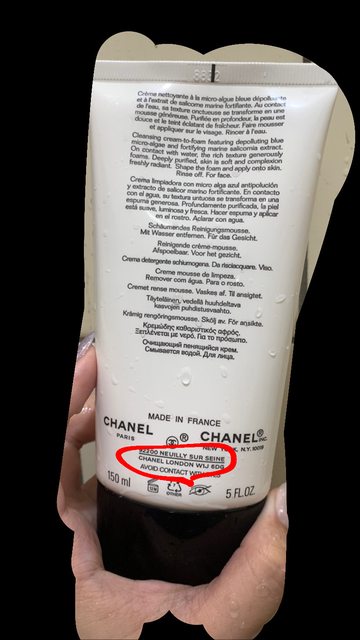 Crème nettoyante à la micro-algue bleue dépolluante
et à l'extrait de salicorne marine fortifiante. Au contact
de l'eau, sa texture onctueuse se transforme en une
mousse généreuse. Purifiée en profondeur, la peau est
douce et le teint éclatant de fraîcheur. Faire mousser
et appliquer sur le visage. Rincer à l'eau.
Cleansing cream-to-foam featuring depolluting blue
micro-algae and fortifying marine salicornia extract.
On contact with water, the rich texture generously
foams. Deeply purified, skin is soft and complexion
freshly radiant. Shape the foam and apply onto skin.
Rinse off. For face.
Crema limpiadora con micro alga azul antipolución
y extracto de salicor marino fortificante. En contacto
con el agua, su textura untuosa se transforma en una
espuma generosa. Profundamente purificada, la piel
está suave, luminosa y fresca. Hacer espuma y aplicar
en el rostro. Aclarar con agua.
Schäumendes Reinigungsmousse.
Mit Wasser entfernen. Für das Gesicht.
Reinigende crème-mousse.
Afspoelbaar. Voor het gezicht.
Crema detergente schiumogena. Da risciacquare. Viso.
Creme mousse de limpeza.
Remover com água. Para o rosto.
Cremet rense mousse. Vaskes af. Til ansigtet.
Täyteläinen, vedellä huuhdeltava
kasvojen puhdistusvaahto.
Krämig rengöringsmousse. Skölj av. För ansikte.
Κρεμώδης καθαριστικός αφρός.
Ξεπλένεται με νερό. Για το πρόσωπο.
Очищающий пенящийся крем.
Смывается водой. Для лица.
MADE IN FRANCE
CHANEL ® CHANEL® INC.
PARIS NEW YORK, N.Y. 10019
92200 NEUILLY SUR SEINE
CHANEL LONDON W1J 6DG
AVOID CONTACT WITH EYES
150 ml 5 FL.OZ.
OTHER